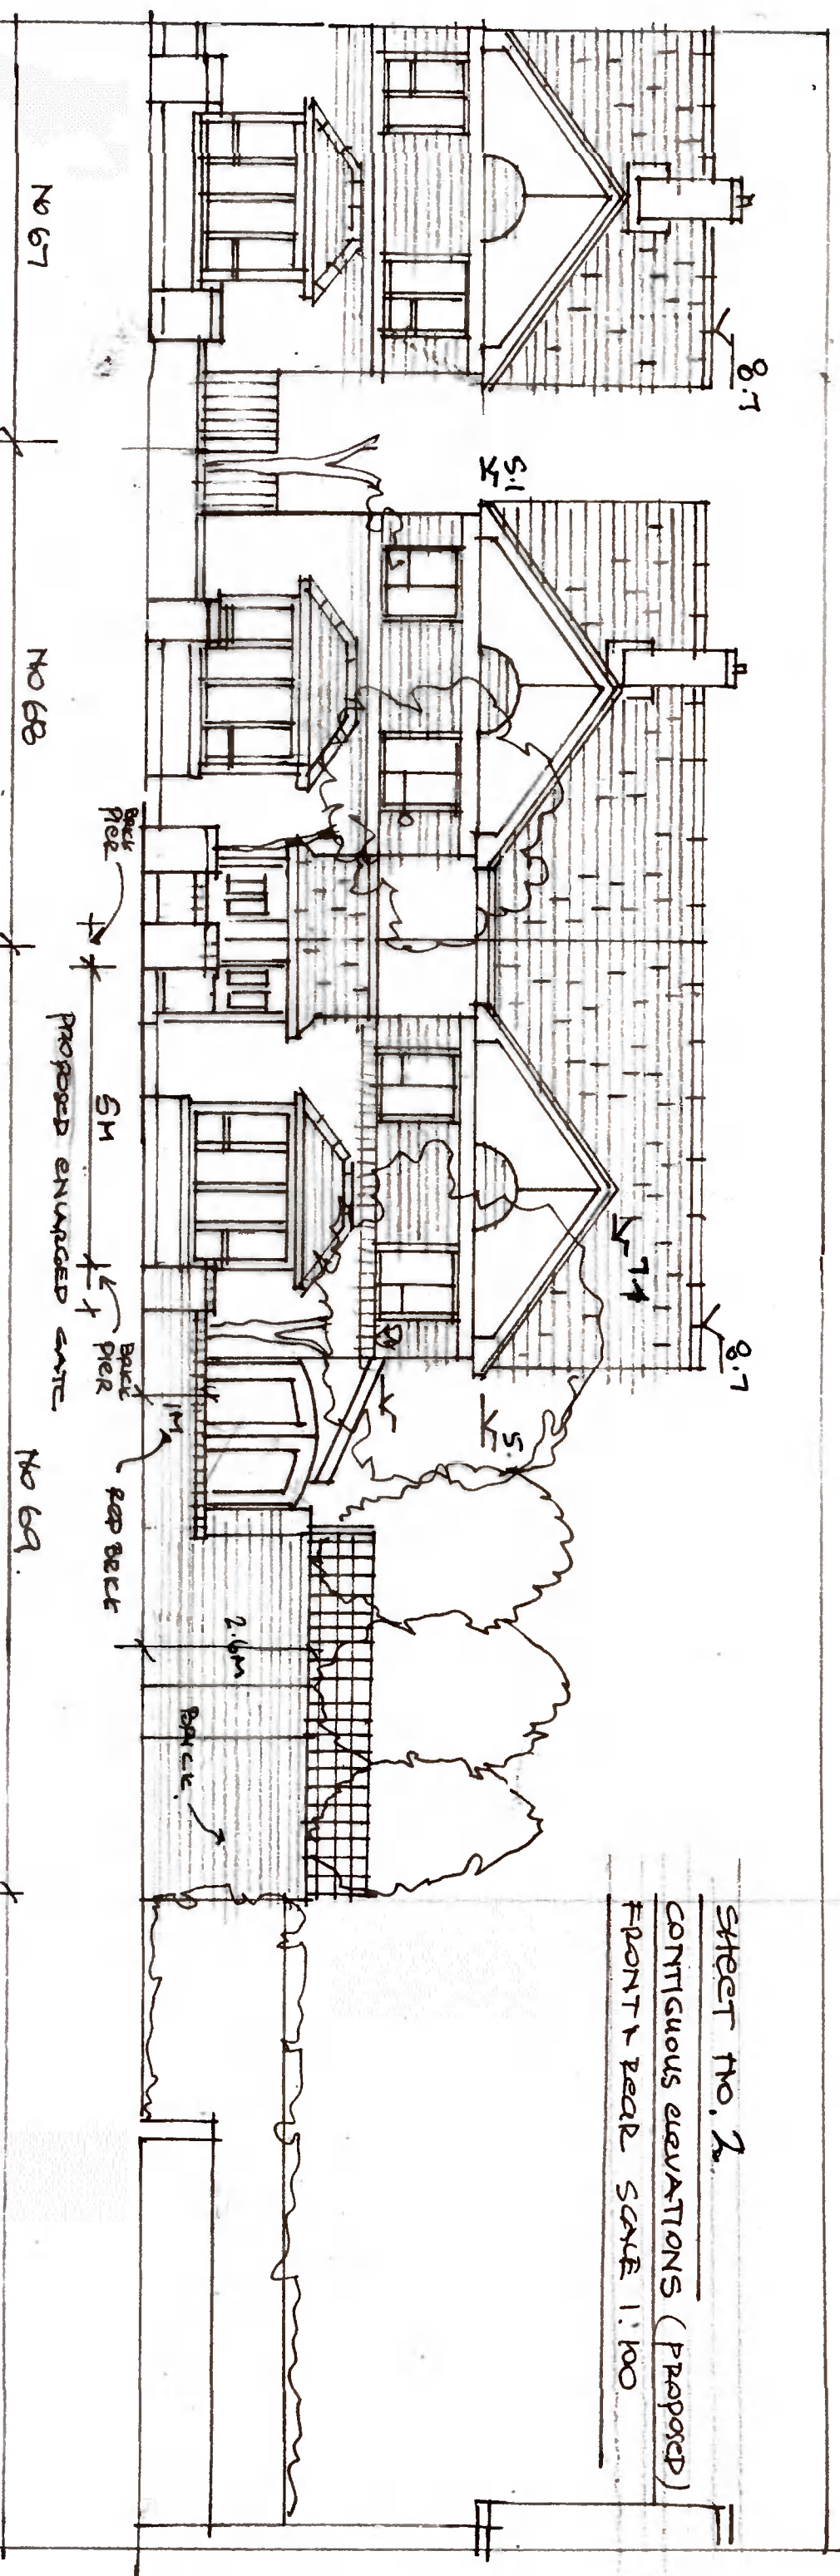 SHEET NO. 2.
CONTIGUOUS ELEVATIONS (PROPOSED)
FRONT & REAR SCALE 1:100
8.7
5.1
7.4
8.7
5.
BRICK
PIER
5M
PROPOSED ENLARGED GATE
BRICK
PIER
1M
RED BRICK
2.6M
BRICK
NO 67
NO 68
NO 69.